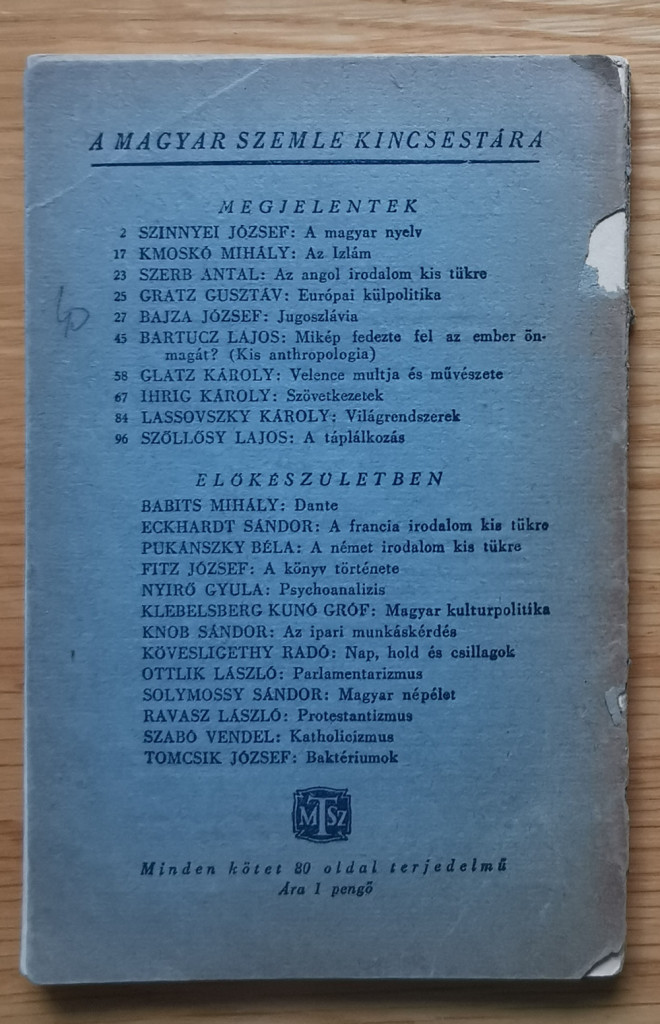 A MAGYAR SZEMLE KINCSESTÁRA
MEGJELENTEK
2 SZINNYEI JÓZSEF: A magyar nyelv
17 KMOSKÓ MIHÁLY: Az Izlám
23 SZERB ANTAL: Az angol irodalom kis tükre
25 GRATZ GUSZTÁV: Európai külpolitika
27 BAJZA JÓZSEF: Jugoszlávia
45 BARTUCZ LAJOS: Mikép fedezte fel az ember ön-
magát? (Kis anthropologia)
58 GLATZ KÁROLY: Velence multja és művészete
67 IHRIG KÁROLY: Szövetkezetek
84 LASSOVSZKY KÁROLY: Világrendszerek
96 SZŐLLŐSY LAJOS: A táplálkozás
ELŐKÉSZÜLETBEN
BABITS MIHÁLY: Dante
ECKHARDT SÁNDOR: A francia irodalom kis tükre
PUKÁNSZKY BÉLA: A német irodalom kis tükre
FITZ JÓZSEF: A könyv története
NYIRŐ GYULA: Psychoanalizis
KLEBELSBERG KUNÓ GRÓF: Magyar kulturpolitika
KNOB SÁNDOR: Az ipari munkáskérdés
KÖVESLIGETHY RADÓ: Nap, hold és csillagok
OTTLIK LÁSZLÓ: Parlamentarizmus
SOLYMOSSY SÁNDOR: Magyar népélet
RAVASZ LÁSZLÓ: Protestantizmus
SZABÓ VENDEL: Katholicizmus
TOMCSIK JÓZSEF: Baktériumok
MTSZ
Minden kötet 80 oldal terjedelmű
Ára 1 pengő